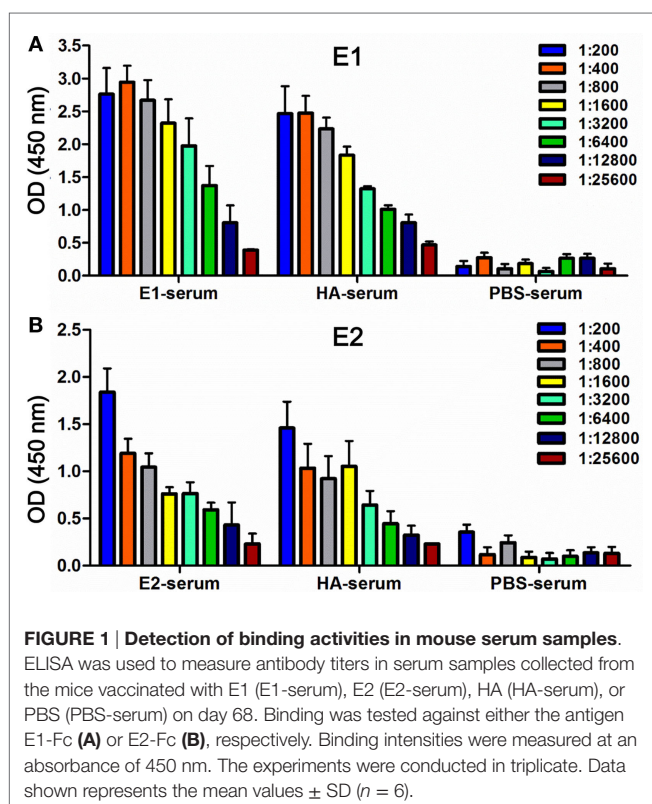 A
E1
OD (450 nm)
3.5
3.0
2.5
2.0
1.5
1.0
0.5
0.0
1:200
1:400
1:800
1:1600
1:3200
1:6400
1:12800
1:25600
E1-serum HA-serum PBS-serum
B
E2
OD (450 nm)
2.5
2.0
1.5
1.0
0.5
0.0
1:200
1:400
1:800
1:1600
1:3200
1:6400
1:12800
1:25600
E2-serum HA-serum PBS-serum
FIGURE 1 | Detection of binding activities in mouse serum samples.
ELISA was used to measure antibody titers in serum samples collected from
the mice vaccinated with E1 (E1-serum), E2 (E2-serum), HA (HA-serum), or
PBS (PBS-serum) on day 68. Binding was tested against either the antigen
E1-Fc (A) or E2-Fc (B), respectively. Binding intensities were measured at an
absorbance of 450 nm. The experiments were conducted in triplicate. Data
shown represents the mean values ± SD (n = 6).